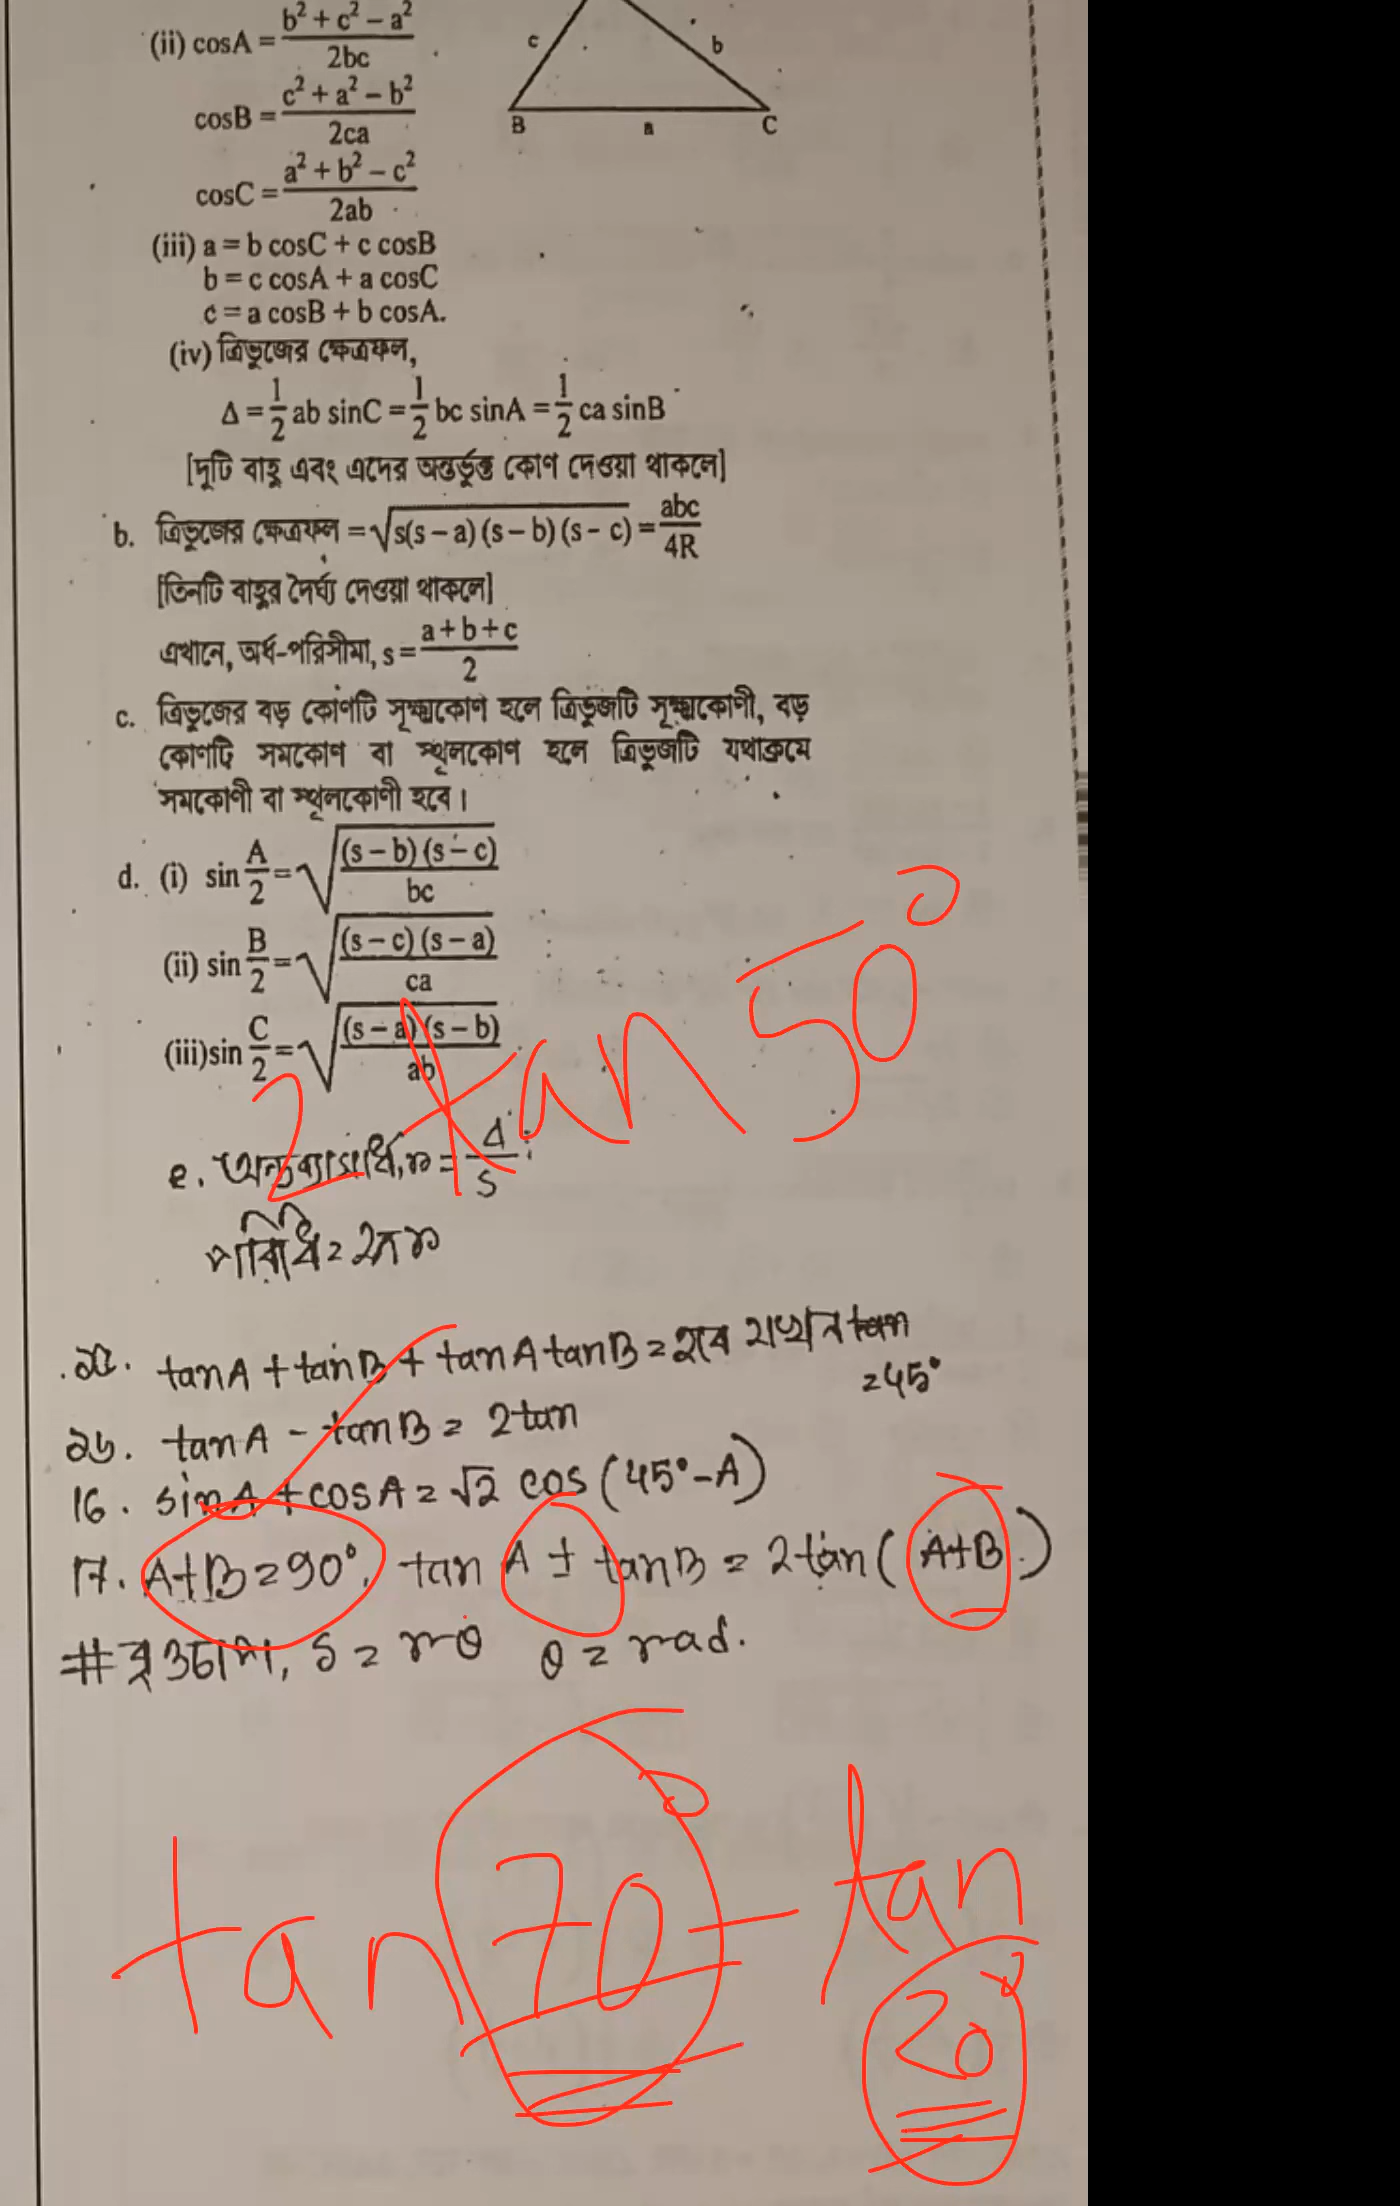 (ii) cosA = (b² + c² − a²)/2bc
c b
cosB = (c² + a² − b²)/2ca
B a C
cosC = (a² + b² − c²)/2ab
(iii) a = b cosC + c cosB
b = c cosA + a cosC
c = a cosB + b cosA.
(iv) ত্রিভুজের ক্ষেত্রফল,
Δ = 1/2 ab sinC = 1/2 bc sinA = 1/2 ca sinB
[দুটি বাহু এবং এদের অন্তর্ভুক্ত কোণ দেওয়া থাকলে]
b. ত্রিভুজের ক্ষেত্রফল = √s(s − a) (s − b) (s − c) = abc/4R
[তিনটি বাহুর দৈর্ঘ্য দেওয়া থাকলে]
এখানে, অর্ধ-পরিসীমা, s = (a + b + c)/2
c. ত্রিভুজের বড় কোণটি সূক্ষ্মকোণ হলে ত্রিভুজটি সূক্ষ্মকোণী, বড়
কোণটি সমকোণ বা স্থূলকোণ হলে ত্রিভুজটি যথাক্রমে
সমকোণী বা স্থূলকোণী হবে।
d. (i) sin A/2 = √((s − b) (s − c)/bc)
(ii) sin B/2 = √((s − c) (s − a)/ca)
(iii) sin C/2 = √((s − a) (s − b)/ab)
2 tan 50°
e. অন্তব্যাসার্ধ, r = Δ/s
পরিধি = 2πr
tanA + tanB + tanA tanB = হবে যখন tan
= 45°
tanA - tanB = 2tan
16. sinA + cosA = √2 cos (45° - A)
17. A+B = 90°, tan A ± tanB = 2tan (A±B)
# বৃত্তচাপ, S = rθ θ = rad.
tan 70° - tan 20°